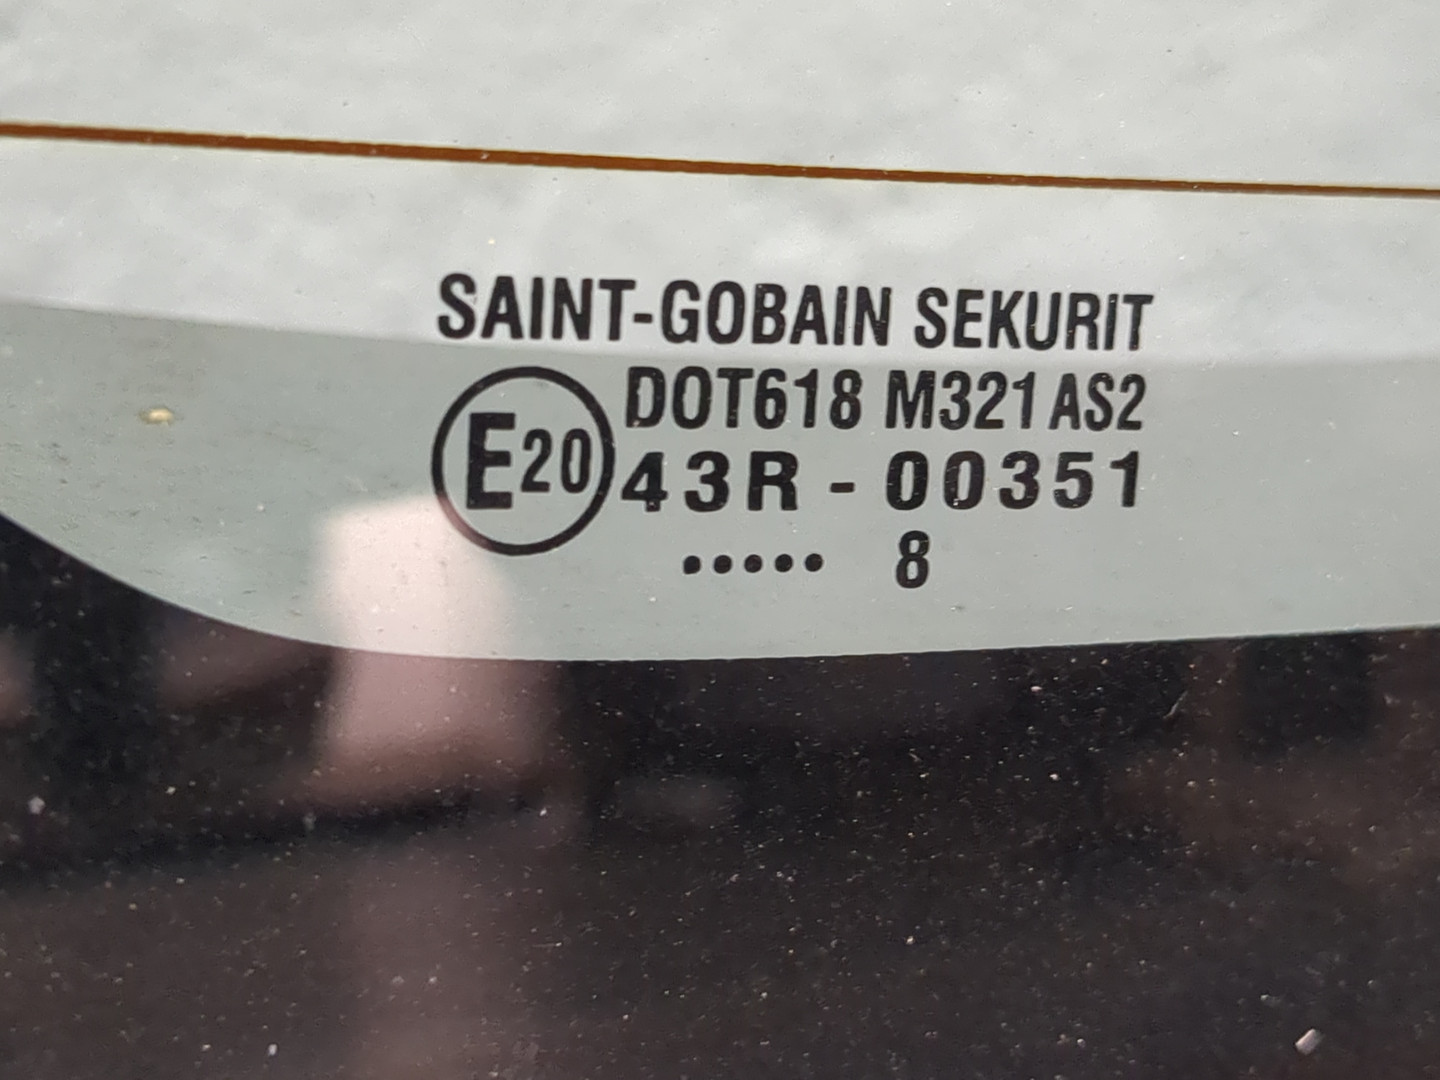 SAINT-GOBAIN SEKURIT
DOT618 M321 AS2
E20 43R - 00351
••••• 8